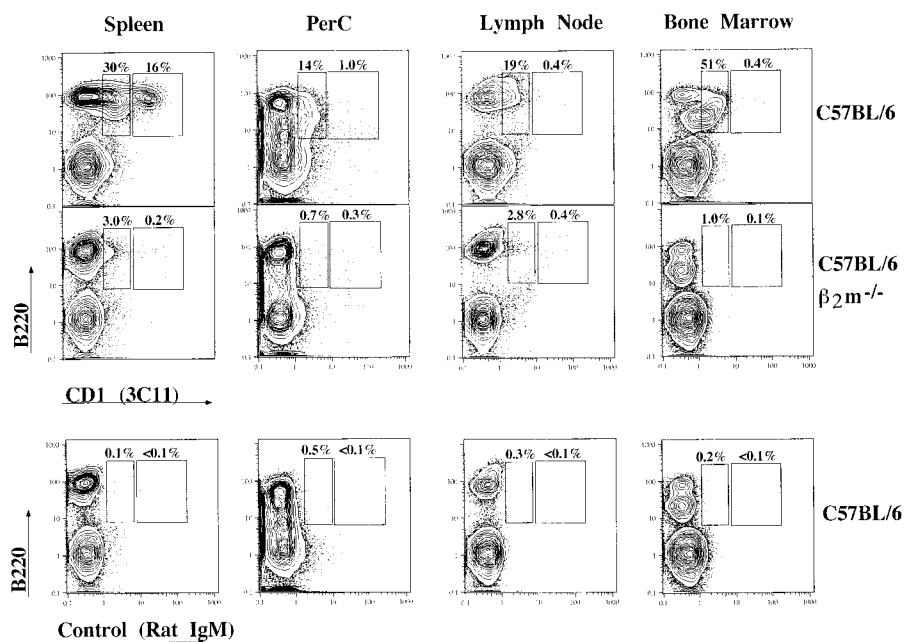 Spleen PerC Lymph Node Bone Marrow
30% 16% 14% 1.0% 19% 0.4% 51% 0.4%
C57BL/6
3.0% 0.2% 0.7% 0.3% 2.8% 0.4% 1.0% 0.1%
C57BL/6
β2m-/-
B220
CD1 (3C11)
0.1% <0.1% 0.5% <0.1% 0.3% <0.1% 0.2% <0.1%
C57BL/6
B220
Control (Rat IgM)